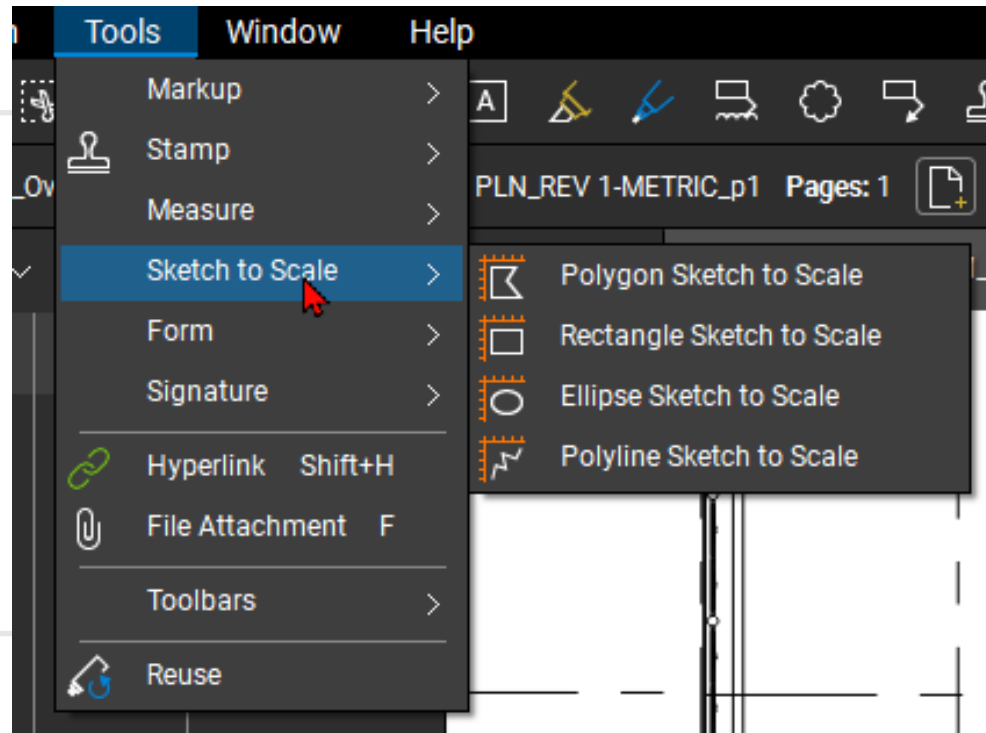 Tools Window Help
Markup
A
Stamp
_Ov PLN_REV 1-METRIC_p1 Pages: 1
Measure
Sketch to Scale
Polygon Sketch to Scale
Rectangle Sketch to Scale
Form
Ellipse Sketch to Scale
Signature
Polyline Sketch to Scale
Hyperlink Shift+H
File Attachment F
Toolbars
Reuse